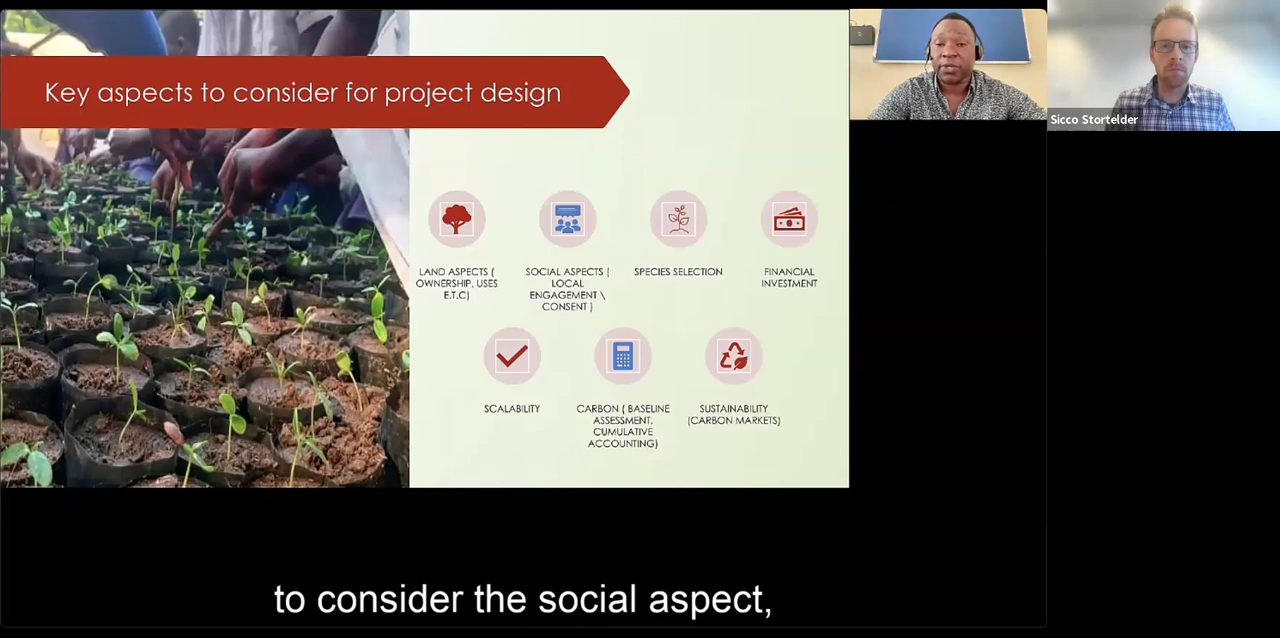 Key aspects to consider for project design
Sicco Stortelder
LAND ASPECTS (
OWNERSHIP, USES
E.T.C)
SOCIAL ASPECTS (
LOCAL
ENGAGEMENT \
CONSENT )
SPECIES SELECTION
FINANCIAL
INVESTMENT
SCALABILITY
CARBON ( BASELINE
ASSESSMENT,
CUMULATIVE
ACCOUNTING)
SUSTAINABILITY
(CARBON MARKETS)
to consider the social aspect,